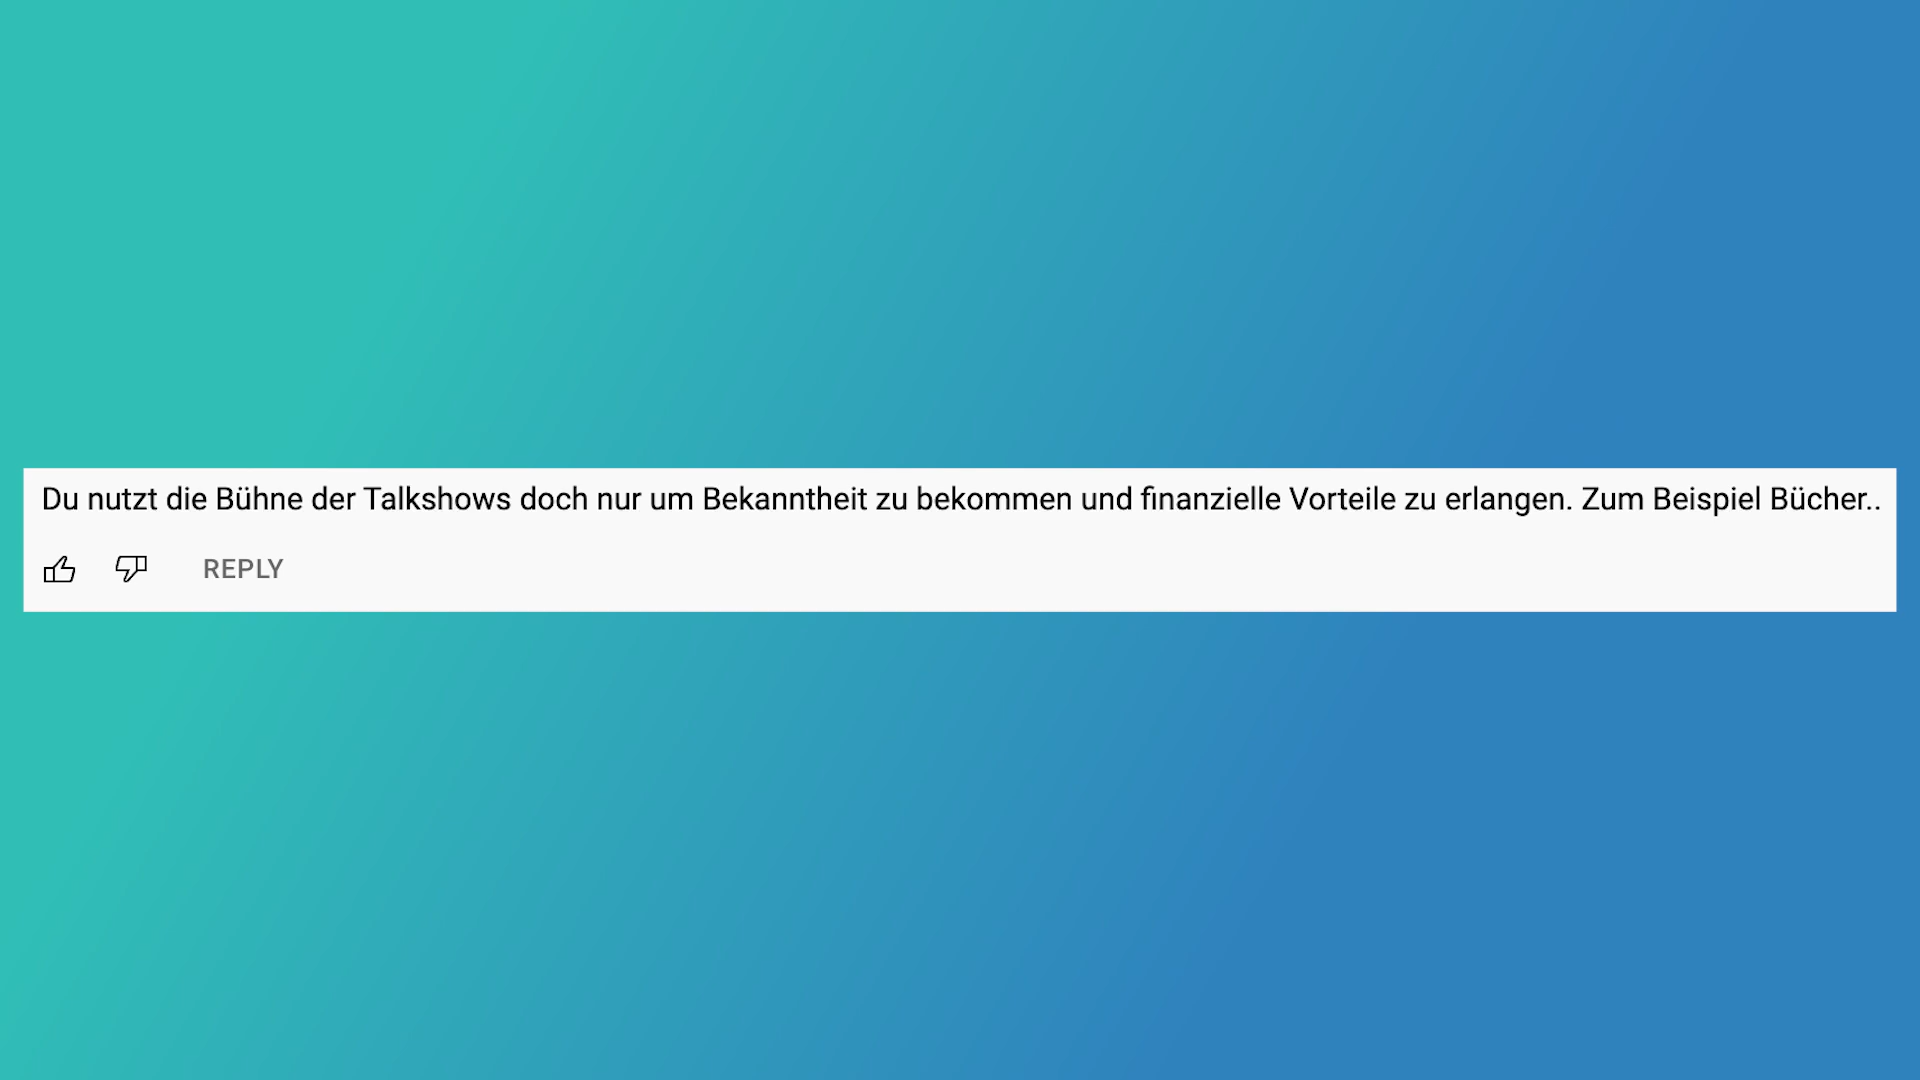 Du nutzt die Bühne der Talkshows doch nur um Bekanntheit zu bekommen und finanzielle Vorteile zu erlangen. Zum Beispiel Bücher..
REPLY